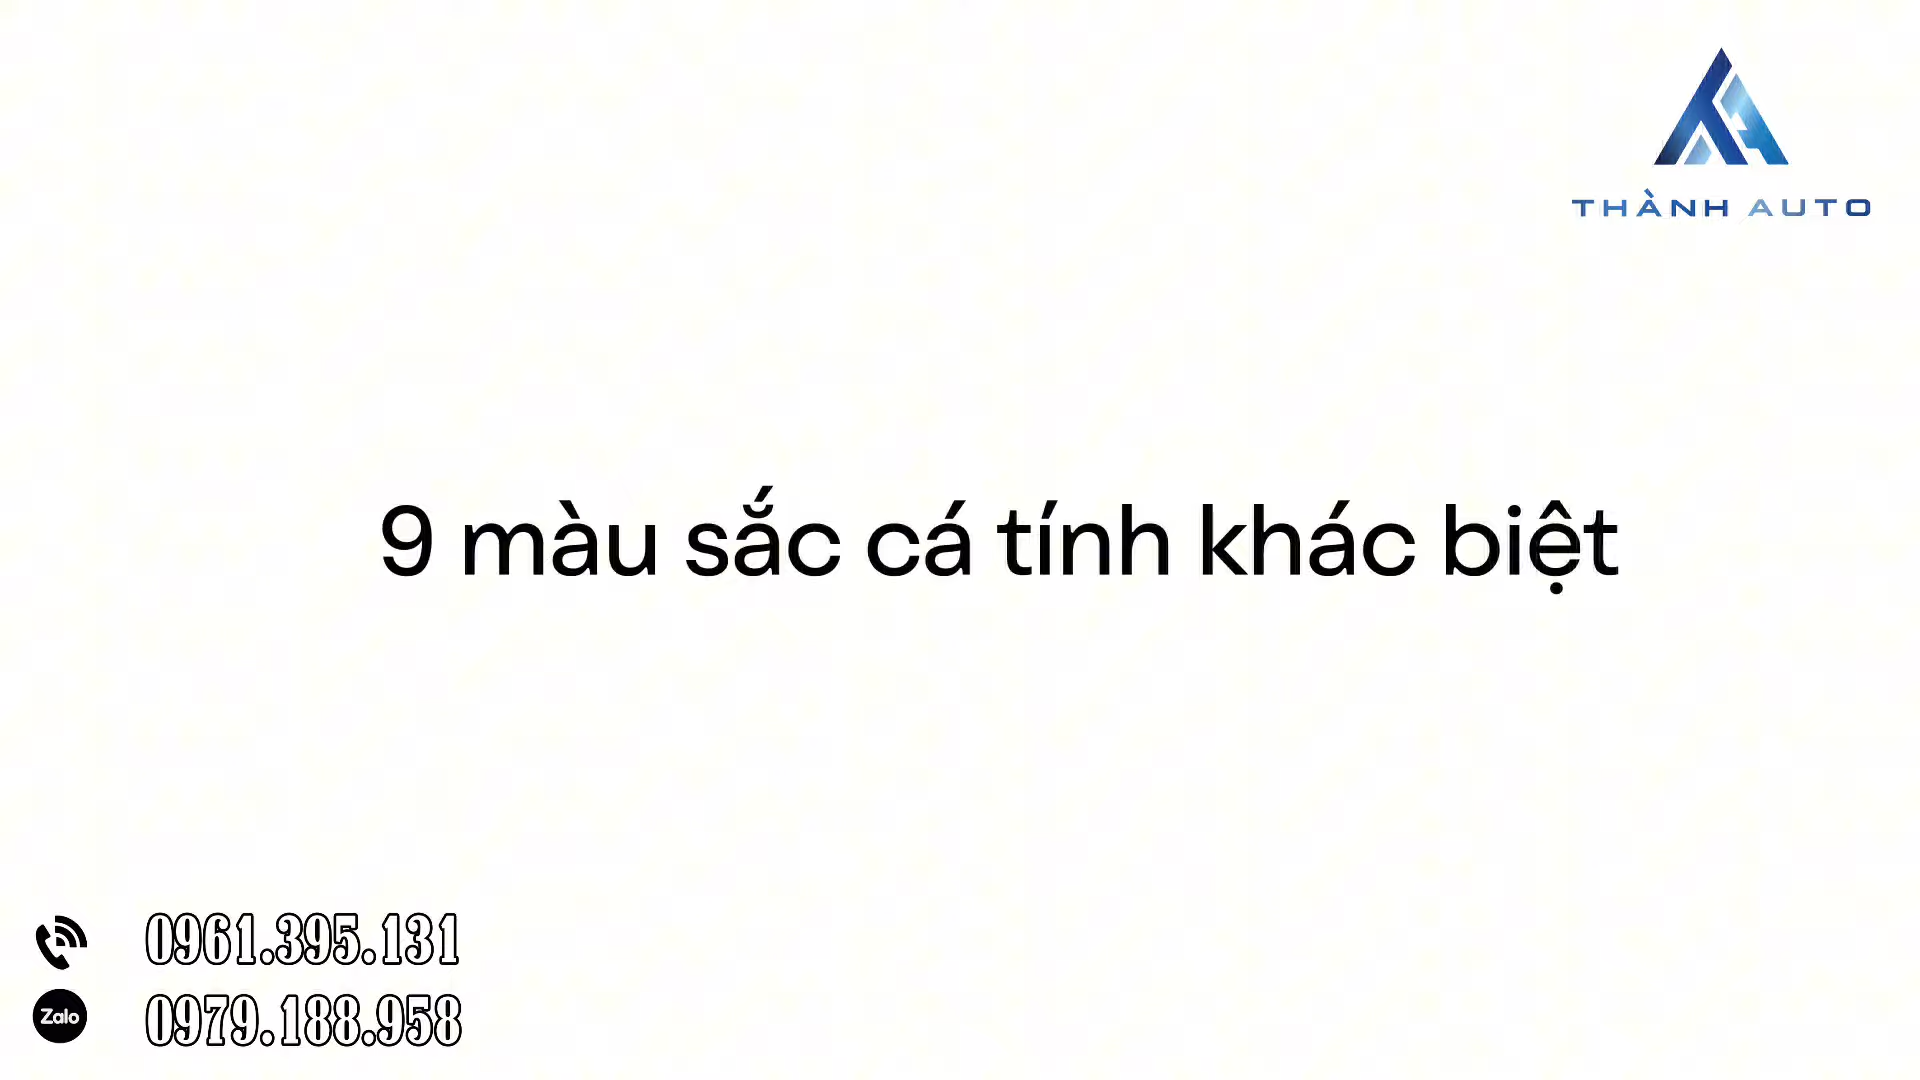 THÀNH AUTO
9 màu sắc cá tính khác biệt
0961.395.131
Zalo
0979.188.958